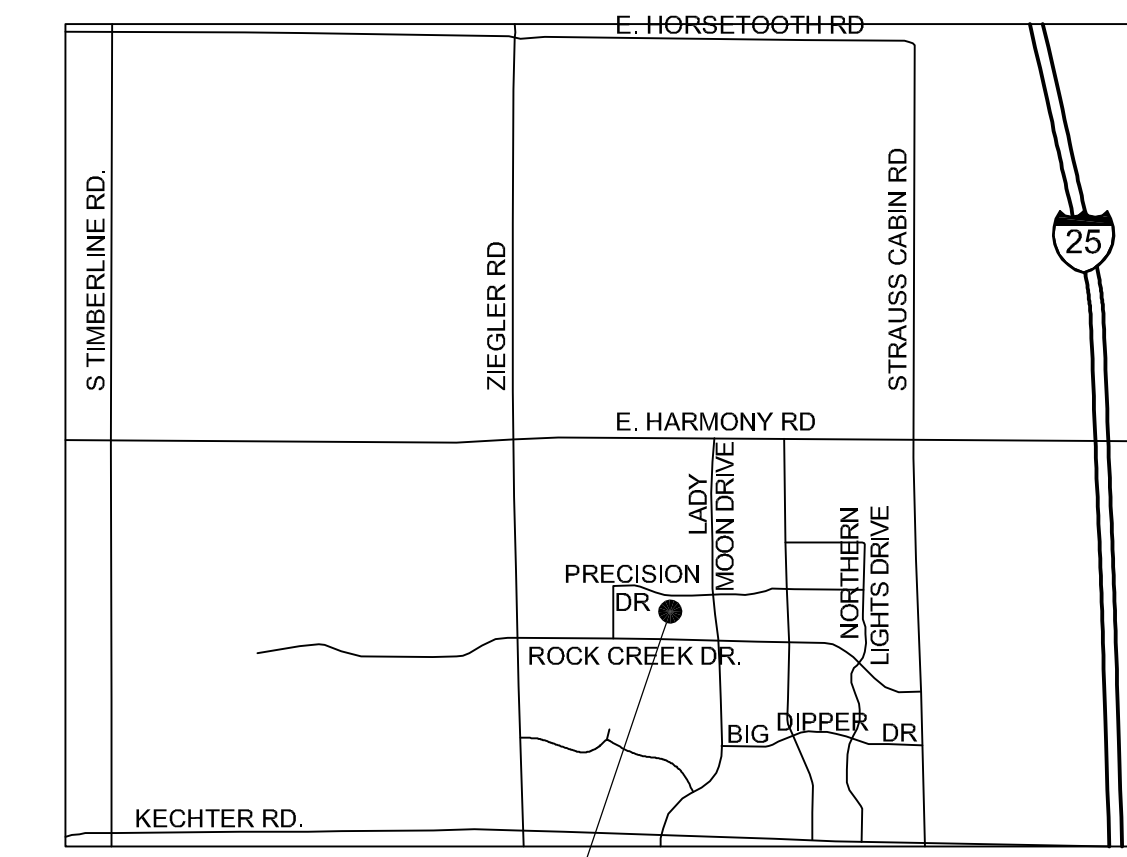 E. HORSETOOTH RD
S TIMBERLINE RD.
ZIEGLER RD
STRAUSS CABIN RD
25
E. HARMONY RD
LADY
MOON DRIVE
NORTHERN
LIGHTS DRIVE
PRECISION
DR
ROCK CREEK DR.
BIG DIPPER DR
KECHTER RD.